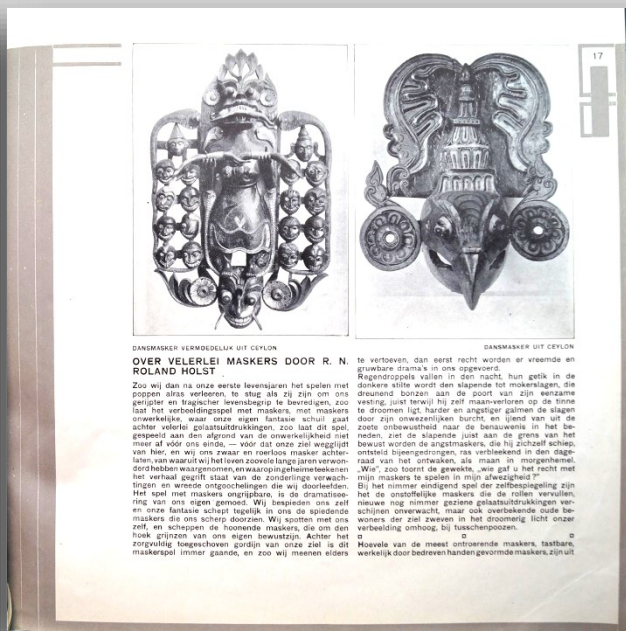 17
DANSMASKER VERMOEDELIJK UIT CEYLON
DANSMASKER UIT CEYLON
OVER VELERLEI MASKERS DOOR R. N.
ROLAND HOLST
Zoo wij dan na onze eerste levensjaren het spelen met
poppen alras verleeren, te stug als zij zijn om ons
gerijpter en tragischer levensbegrip te bevredigen, zoo
laat het verbeeldingsspel met maskers, met maskers
onwerkelijke, waar onze eigen fantasie schuil gaat
achter velerlei gelaatsuitdrukkingen, zoo laat dit spel,
gespeeld aan den afgrond van de onwerkelijkheid niet
meer af vóór ons einde, — vóór dat onze ziel wegglijdt
van hier, en wij ons zwaar en roerloos masker achter-
laten, van waaruit wij het leven zoovele lange jaren verwon-
derd hebben waargenomen, en waarop in geheime teekenen
het verhaal gegrift staat van de zonderlinge verwach-
tingen en wreede ontgoochelingen die wij doorleefden.
Het spel met maskers ongrijpbare, is de dramatisee-
ring van ons eigen gemoed. Wij bespieden ons zelf
en onze fantasie schept tegelijk in ons de spiedende
maskers die ons scherp doorzien. Wij spotten met ons
zelf, en scheppen de hoonende maskers, die om den
hoek grijnzen van ons eigen bewustzijn. Achter het
zorgvuldig toegeschoven gordijn van onze ziel is dit
maskerspel immer gaande, en zoo wij meenen elders
te vertoeven, dan eerst recht worden er vreemde en
gruwbare drama's in ons opgevoerd.
Regendroppels vallen in den nacht, hun getik in de
donkere stilte wordt den slapende tot mokerslagen, die
dreunend bonzen aan de poort van zijn eenzame
vesting, juist terwijl hij zelf maan-verloren op de tinne
te droomen ligt, harder en angstiger galmen de slagen
door zijn onwezenlijken burcht, en ijlend van uit de
zoete onbewustheid naar de benauwenis in het be-
neden, ziet de slapende juist aan de grens van het
bewust worden de angstmaskers, die hij zichzelf schiep,
ontsteld bijeengedrongen, ras verbleekend in den dage-
raad van het ontwaken, als maan in morgenhemel.
„Wie”, zoo toornt de gewekte, „wie gaf u het recht met
mijn maskers te spelen in mijn afwezigheid?”
Bij het nimmer eindigend spel der zelfbespiegeling zijn
het de onstoffelijke maskers die de rollen vervullen,
nieuwe nog nimmer geziene gelaatsuitdrukkingen ver-
schijnen onverwacht, maar ook overbekende oude be-
woners der ziel zweven in het droomerig licht onzer
verbeelding omhoog, bij tusschenpoozen.
Hoevele van de meest ontroerende maskers, tastbare,
werkelijk door bedreven handen gevormde maskers, zijn uit